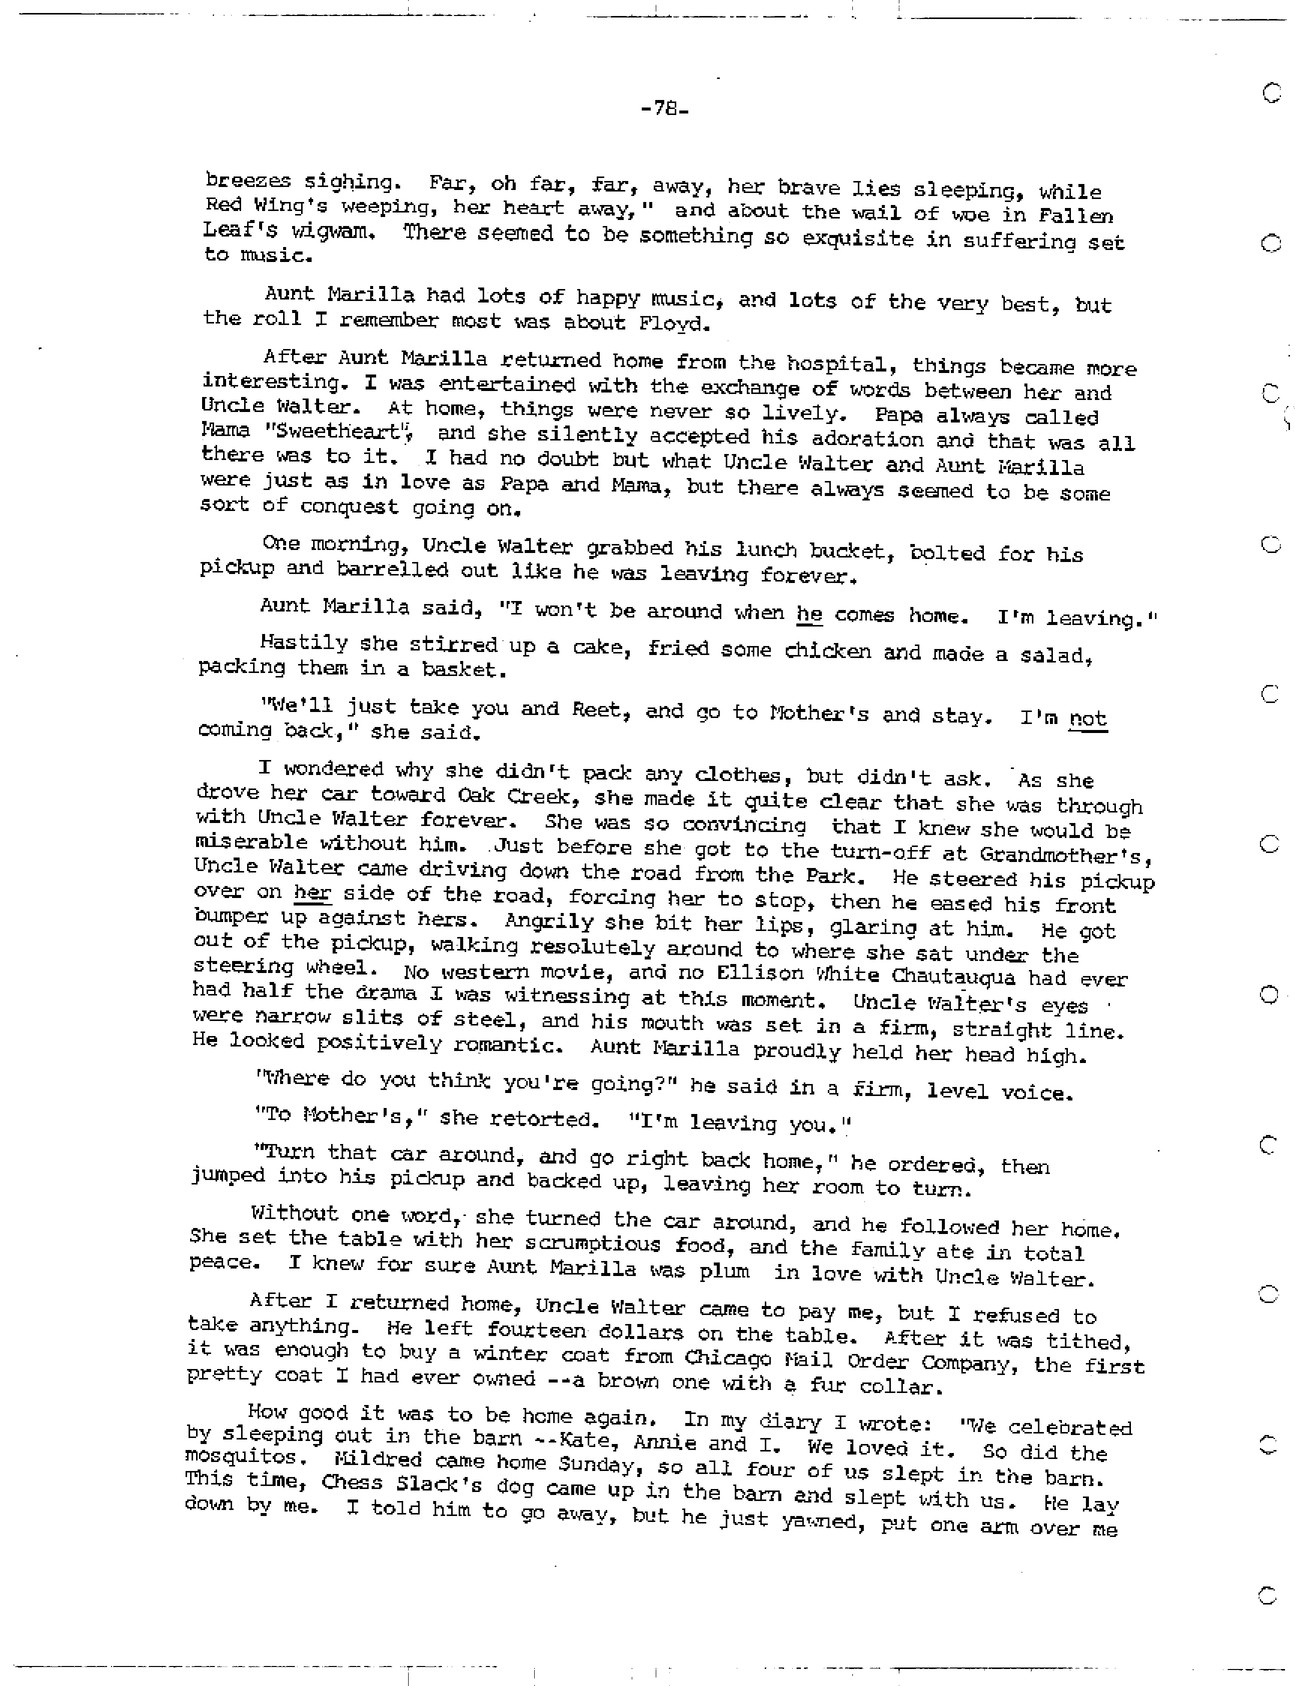 -78-
breezes sighing. Far, oh far, far, away, her brave lies sleeping, while
Red Wing's weeping, her heart away," and about the wail of woe in Fallen
Leaf's wigwam. There seemed to be something so exquisite in suffering set
to music.
Aunt Marilla had lots of happy music, and lots of the very best, but
the roll I remember most was about Floyd.
After Aunt Marilla returned home from the hospital, things became more
interesting. I was entertained with the exchange of words between her and
Uncle Walter. At home, things were never so lively. Papa always called
Mama "Sweetheart", and she silently accepted his adoration and that was all
there was to it. I had no doubt but what Uncle Walter and Aunt Marilla
were just as in love as Papa and Mama, but there always seemed to be some
sort of conquest going on.
One morning, Uncle Walter grabbed his lunch bucket, bolted for his
pickup and barrelled out like he was leaving forever.
Aunt Marilla said, "I won't be around when he comes home. I'm leaving."
Hastily she stirred up a cake, fried some chicken and made a salad,
packing them in a basket.
"We'll just take you and Reet, and go to Mother's and stay. I'm not
coming back," she said.
I wondered why she didn't pack any clothes, but didn't ask. As she
drove her car toward Oak Creek, she made it quite clear that she was through
with Uncle Walter forever. She was so convincing that I knew she would be
miserable without him. Just before she got to the turn-off at Grandmother's,
Uncle Walter came driving down the road from the Park. He steered his pickup
over on her side of the road, forcing her to stop, then he eased his front
bumper up against hers. Angrily she bit her lips, glaring at him. He got
out of the pickup, walking resolutely around to where she sat under the
steering wheel. No western movie, and no Ellison White Chautauqua had ever
had half the drama I was witnessing at this moment. Uncle Walter's eyes
were narrow slits of steel, and his mouth was set in a firm, straight line.
He looked positively romantic. Aunt Marilla proudly held her head high.
"Where do you think you're going?" he said in a firm, level voice.
"To Mother's," she retorted. "I'm leaving you."
"Turn that car around, and go right back home," he ordered, then
jumped into his pickup and backed up, leaving her room to turn.
Without one word, she turned the car around, and he followed her home.
She set the table with her scrumptious food, and the family ate in total
peace. I knew for sure Aunt Marilla was plum in love with Uncle Walter.
After I returned home, Uncle Walter came to pay me, but I refused to
take anything. He left fourteen dollars on the table. After it was tithed,
it was enough to buy a winter coat from Chicago Mail Order Company, the first
pretty coat I had ever owned --a brown one with a fur collar.
How good it was to be home again. In my diary I wrote: "We celebrated
by sleeping out in the barn --Kate, Annie and I. We loved it. So did the
mosquitos. Mildred came home Sunday, so all four of us slept in the barn.
This time, Chess Slack's dog came up in the barn and slept with us. He lay
down by me. I told him to go away, but he just yawned, put one arm over me